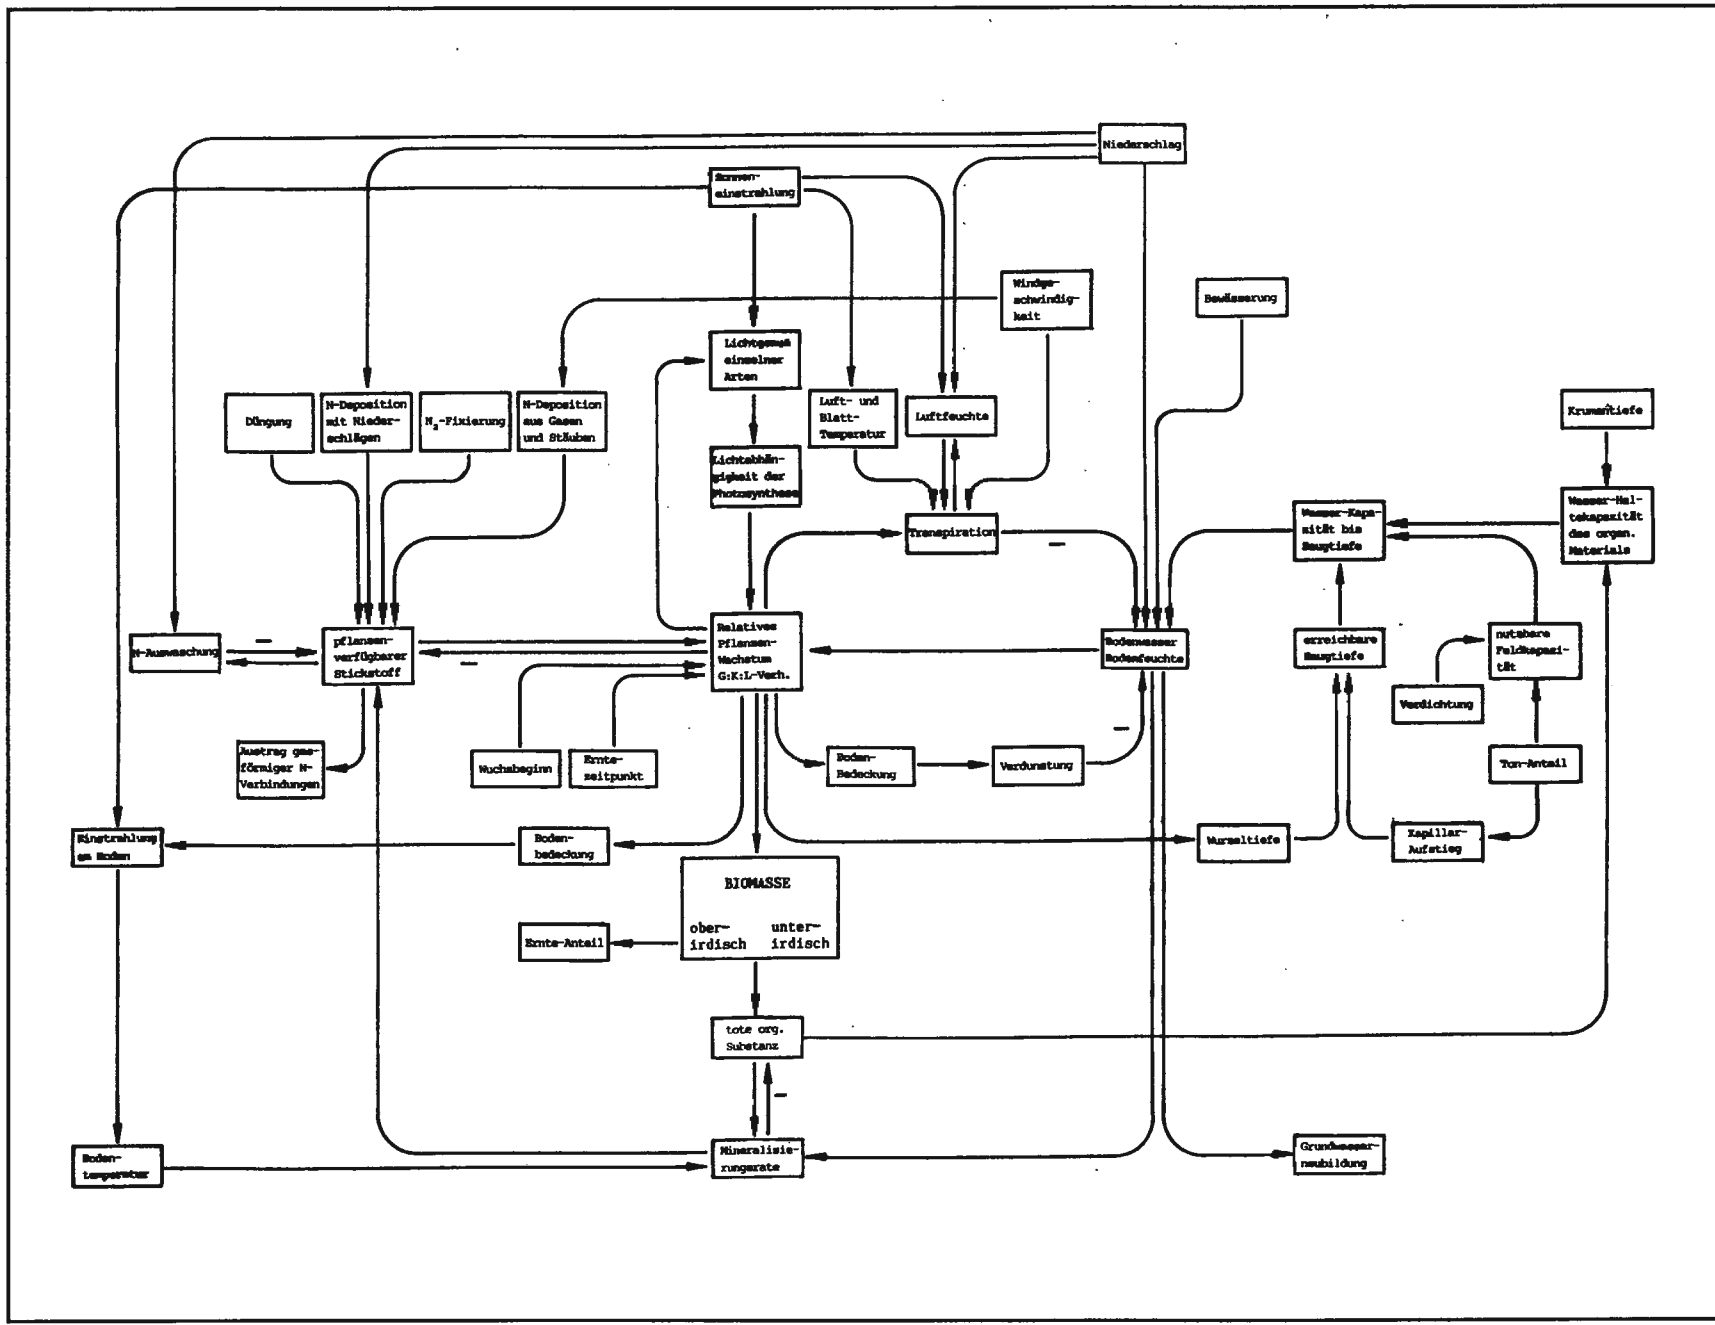 Niederschlag
Sonnen-
einstrahlung
Windge-
schwindig-
keit
Bewässerung
Lichtgenuß
einzelner
Arten
Düngung
N-Deposition
mit Nieder-
schlägen
N₂-Fixierung
N-Deposition
aus Gasen
und Stäuben
Luft- und
Blatt-
Temperatur
Luftfeuchte
Krumentiefe
Lichtabhän-
gigkeit der
Photosynthese
Transpiration
Wasser-Kapa-
zität bis
Saugtiefe
Wasser-Hal-
tekapazität
des organ.
Materials
N-Auswaschung
pflanzen-
verfügbarer
Stickstoff
Relatives
Pflanzen-
Wachstum
G:K:L-Verh.
Bodenwasser
Bodenfeuchte
erreichbare
Saugtiefe
nutzbare
Feldkapazi-
tät
Verdichtung
Austrag gas-
förmiger N-
Verbindungen
Wuchsbeginn
Ernte-
zeitpunkt
Boden-
Bedeckung
Verdunstung
Ton-Anteil
Einstrahlung
am Boden
Boden-
bedeckung
Wurzeltiefe
Kapillar-
Aufstieg
BIOMASSE
ober-
irdisch
unter-
irdisch
Ernte-Anteil
tote org.
Substanz
Boden-
temperatur
Mineralisie-
rungsrate
Grundwasser-
neubildung